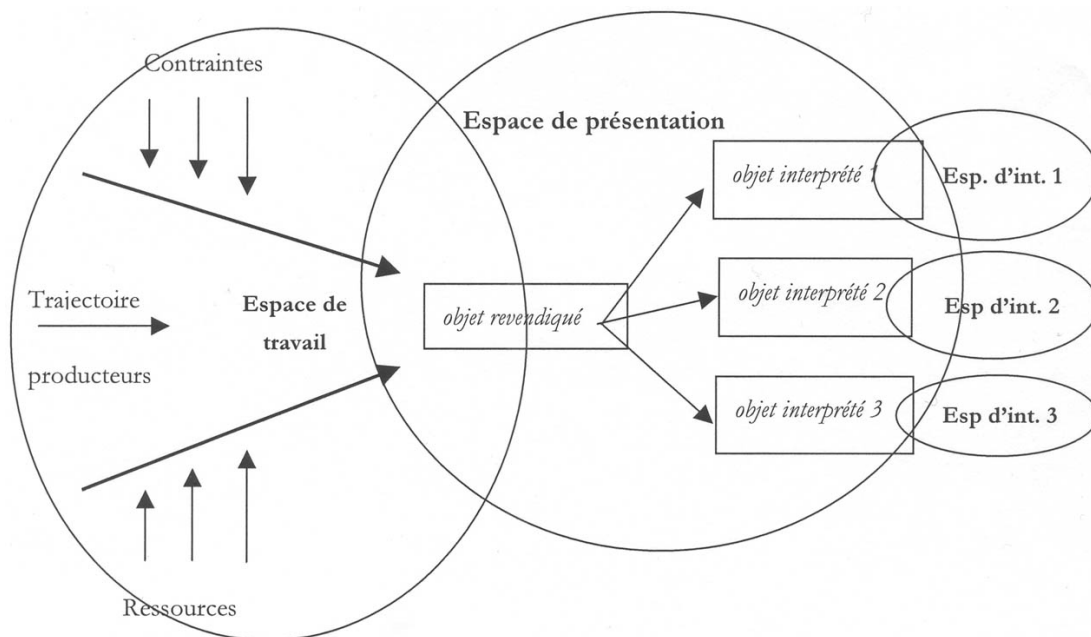 Contraintes
Espace de présentation
objet interprété 1
Esp. d'int. 1
Trajectoire
Espace de
travail
producteurs
objet revendiqué
objet interprété 2
Esp d'int. 2
objet interprété 3
Esp d'int. 3
Ressources